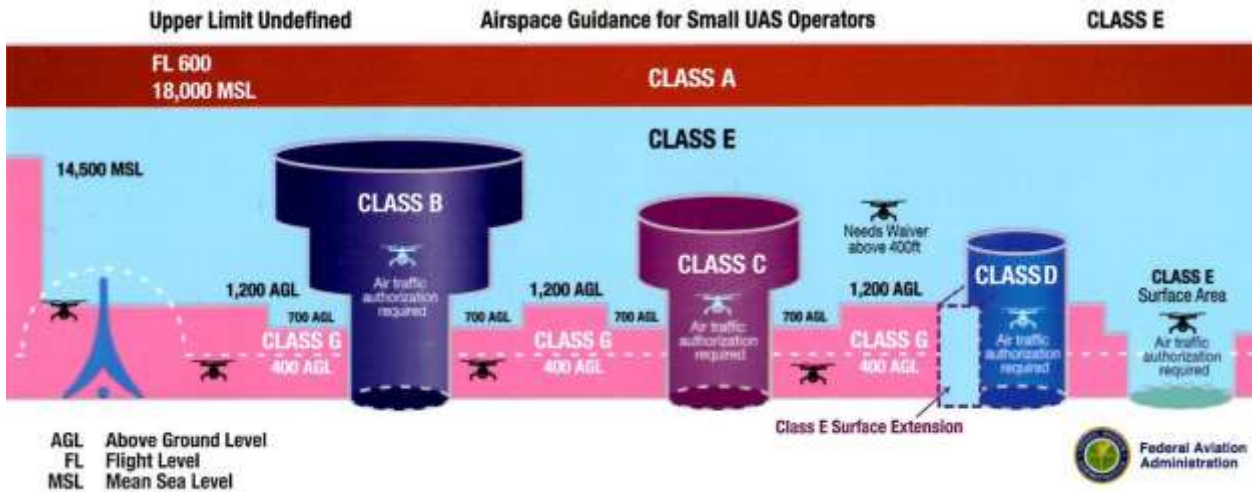 Upper Limit Undefined
Airspace Guidance for Small UAS Operators
CLASS E
FL 600
18,000 MSL
CLASS A
CLASS E
14,500 MSL
CLASS B
Air traffic
authorization
required
CLASS C
Air traffic
authorization
required
Needs Waiver
above 400ft
CLASS D
Air traffic
authorization
required
CLASS E
Surface Area
Air traffic
authorization
required
1,200 AGL
700 AGL
CLASS G
400 AGL
1,200 AGL
700 AGL
700 AGL
CLASS G
400 AGL
1,200 AGL
700 AGL
CLASS G
400 AGL
Class E Surface Extension
AGL Above Ground Level
FL Flight Level
MSL Mean Sea Level
Federal Aviation
Administration